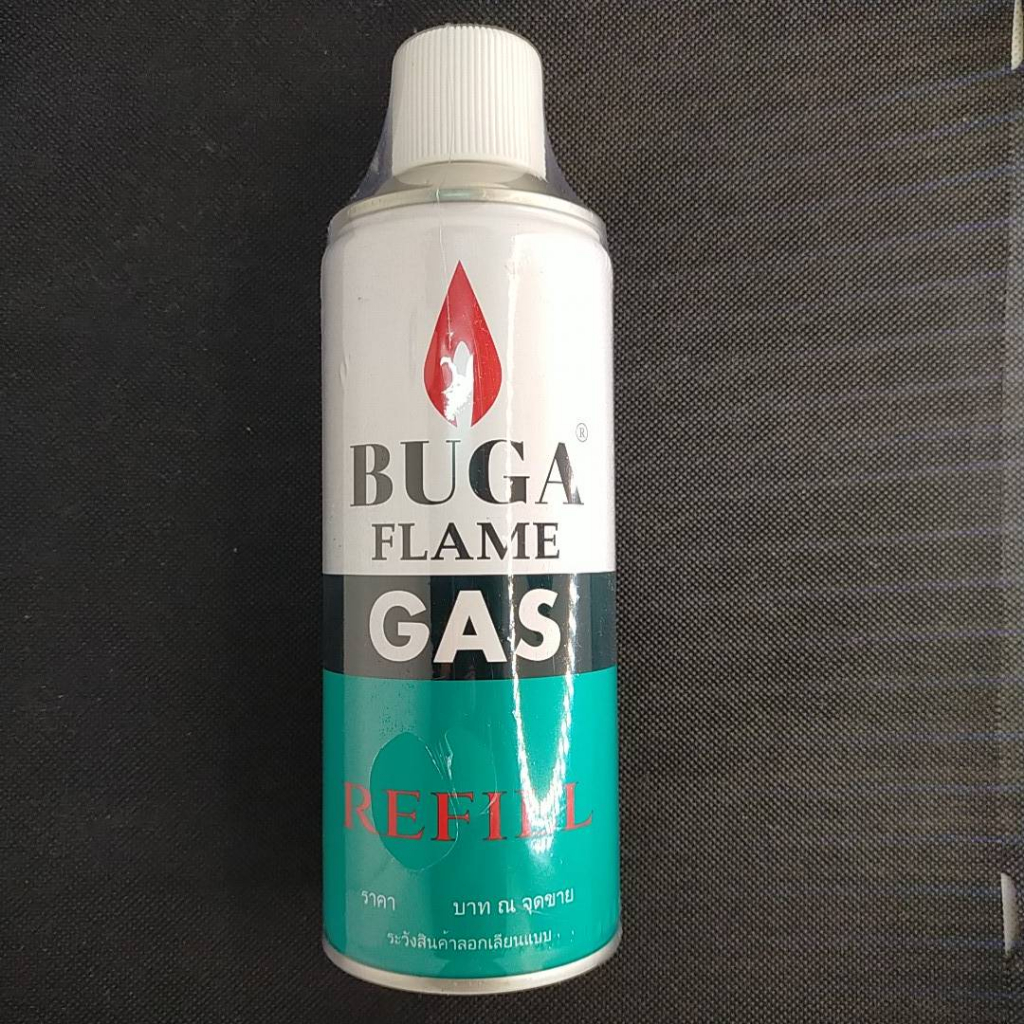 BUGA®
FLAME
GAS
REFILL
ราคา บาท ณ จุดขาย
ระวังสินค้าลอกเลียนแบบ